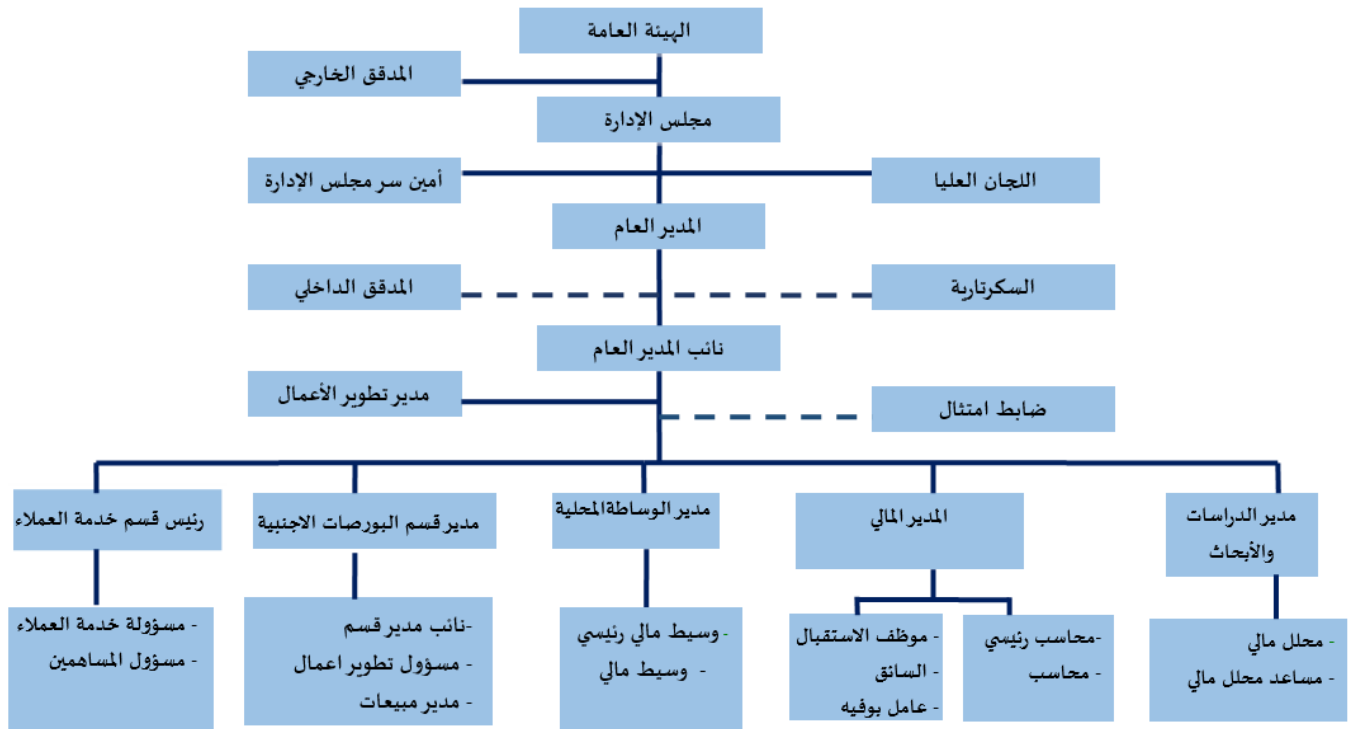 الهيئة العامة
المدقق الخارجي
مجلس الإدارة
اللجان العليا
أمين سر مجلس الإدارة
المدير العام
السكرتارية
المدقق الداخلي
نائب المدير العام
مدير تطوير الأعمال
ضابط امتثال
مدير الدراسات
والأبحاث
المدير المالي
مدير الوساطة المحلية
مدير قسم البورصات الاجنبية
رئيس قسم خدمة العملاء
- محلل مالي
- مساعد محلل مالي
-محاسب رئيسي
- محاسب
- موظف الاستقبال
- السائق
- عامل بوفيه
- وسيط مالي رئيسي
- وسيط مالي
-نائب مدير قسم
- مسؤول تطوير اعمال
- مدير مبيعات
- مسؤولة خدمة العملاء
- مسؤول المساهمين